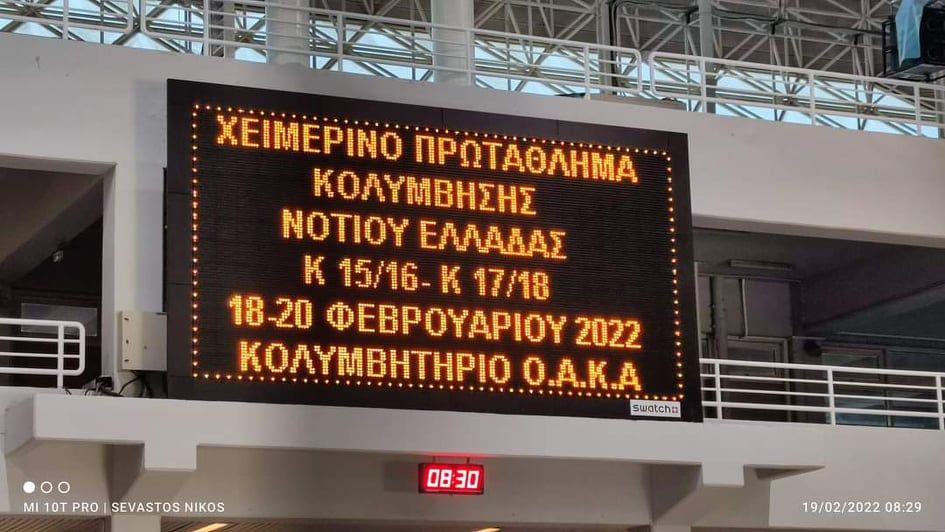 ΧΕΙΜΕΡΙΝΟ ΠΡΩΤΑΘΛΗΜΑ
ΚΟΛΥΜΒΗΣΗΣ
ΝΟΤΙΟΥ ΕΛΛΑΔΑΣ
Κ 15/16- Κ 17/18
18-20 ΦΕΒΡΟΥΑΡΙΟΥ 2022
ΚΟΛΥΜΒΗΤΗΡΙΟ Ο.Α.Κ.Α
swatch
08:30
MI 10T PRO | SEVASTOS NIKOS
19/02/2022 08:29